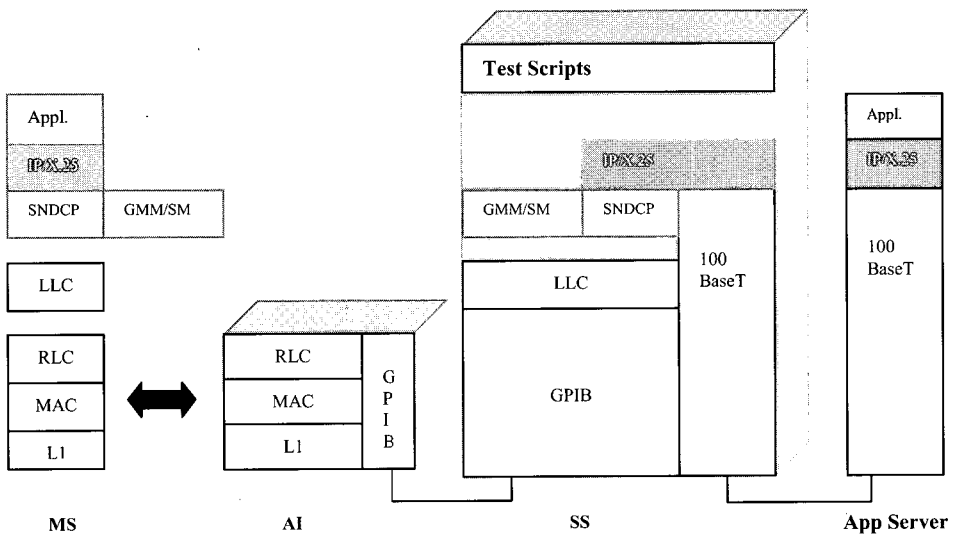 Test Scripts
Appl.
IP/X.25
SNDCP
GMM/SM
LLC
RLC
MAC
L1
MS
RLC
MAC
L1
G
P
I
B
AI
IP/X.25
GMM/SM
SNDCP
LLC
GPIB
100
BaseT
SS
Appl.
IP/X.25
100
BaseT
App Server